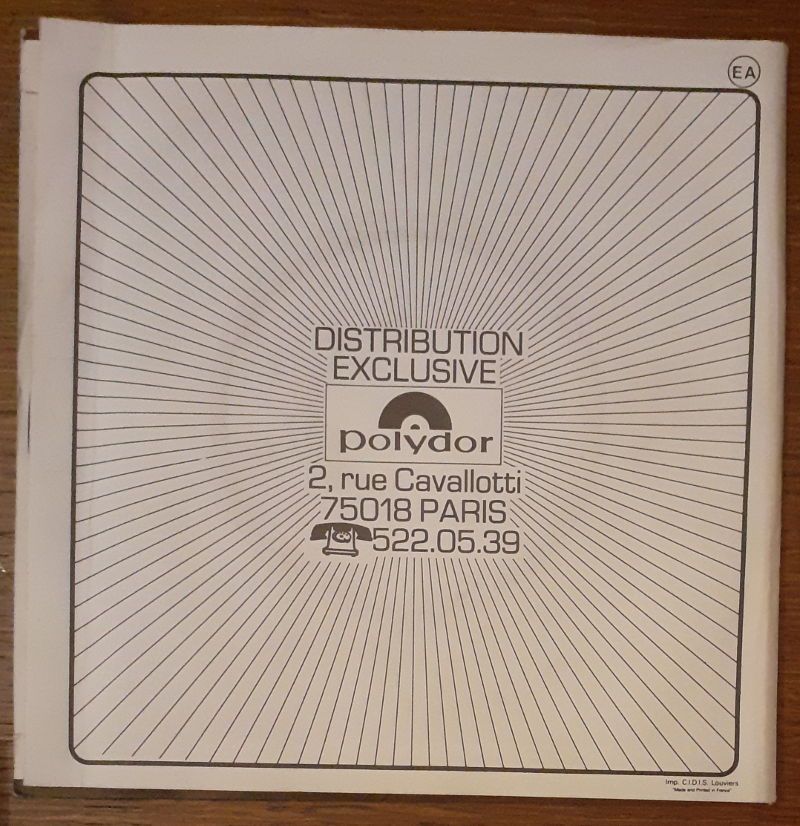 EA
DISTRIBUTION
EXCLUSIVE
polydor
2, rue Cavallotti
75018 PARIS
522.05.39
Imp. C.I.D.I.S. Louviers
"Made and Printed in France"